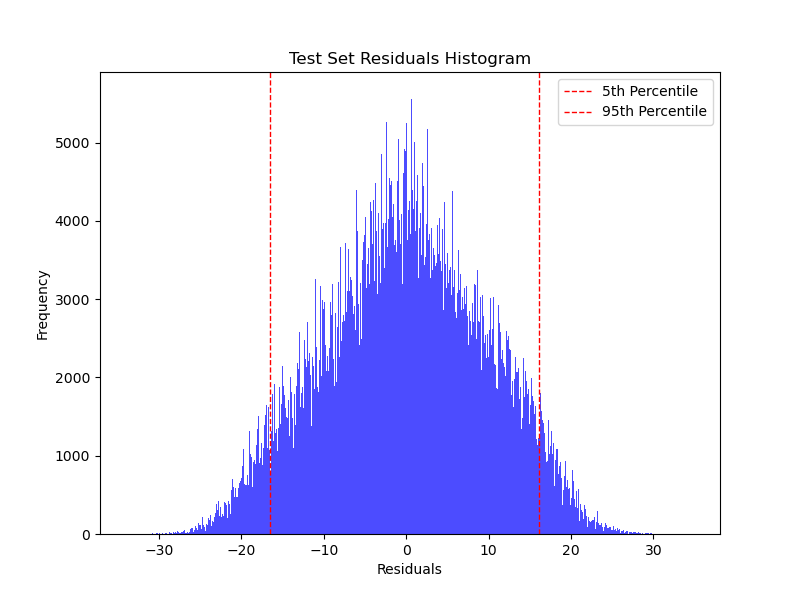 Test Set Residuals Histogram
5th Percentile
95th Percentile
5000
4000
3000
2000
1000
0
Frequency
−30 −20 −10 0 10 20 30
Residuals